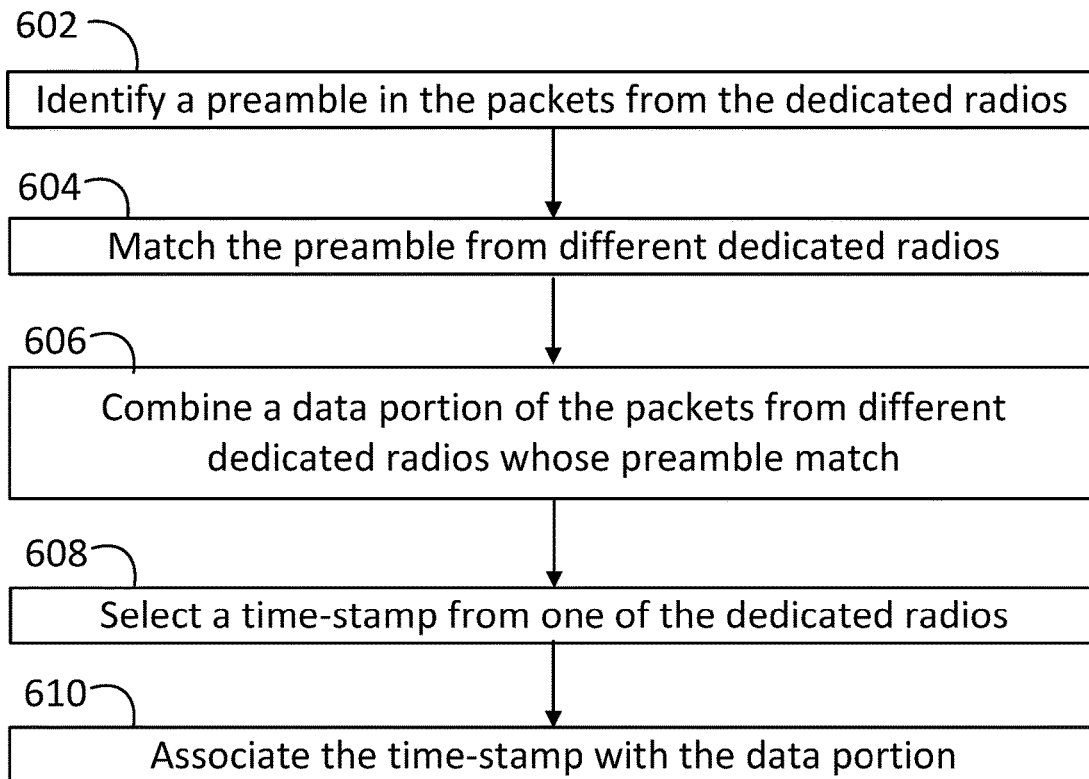 602
Identify a preamble in the packets from the dedicated radios
604
Match the preamble from different dedicated radios
606
Combine a data portion of the packets from different
dedicated radios whose preamble match
608
Select a time-stamp from one of the dedicated radios
610
Associate the time-stamp with the data portion